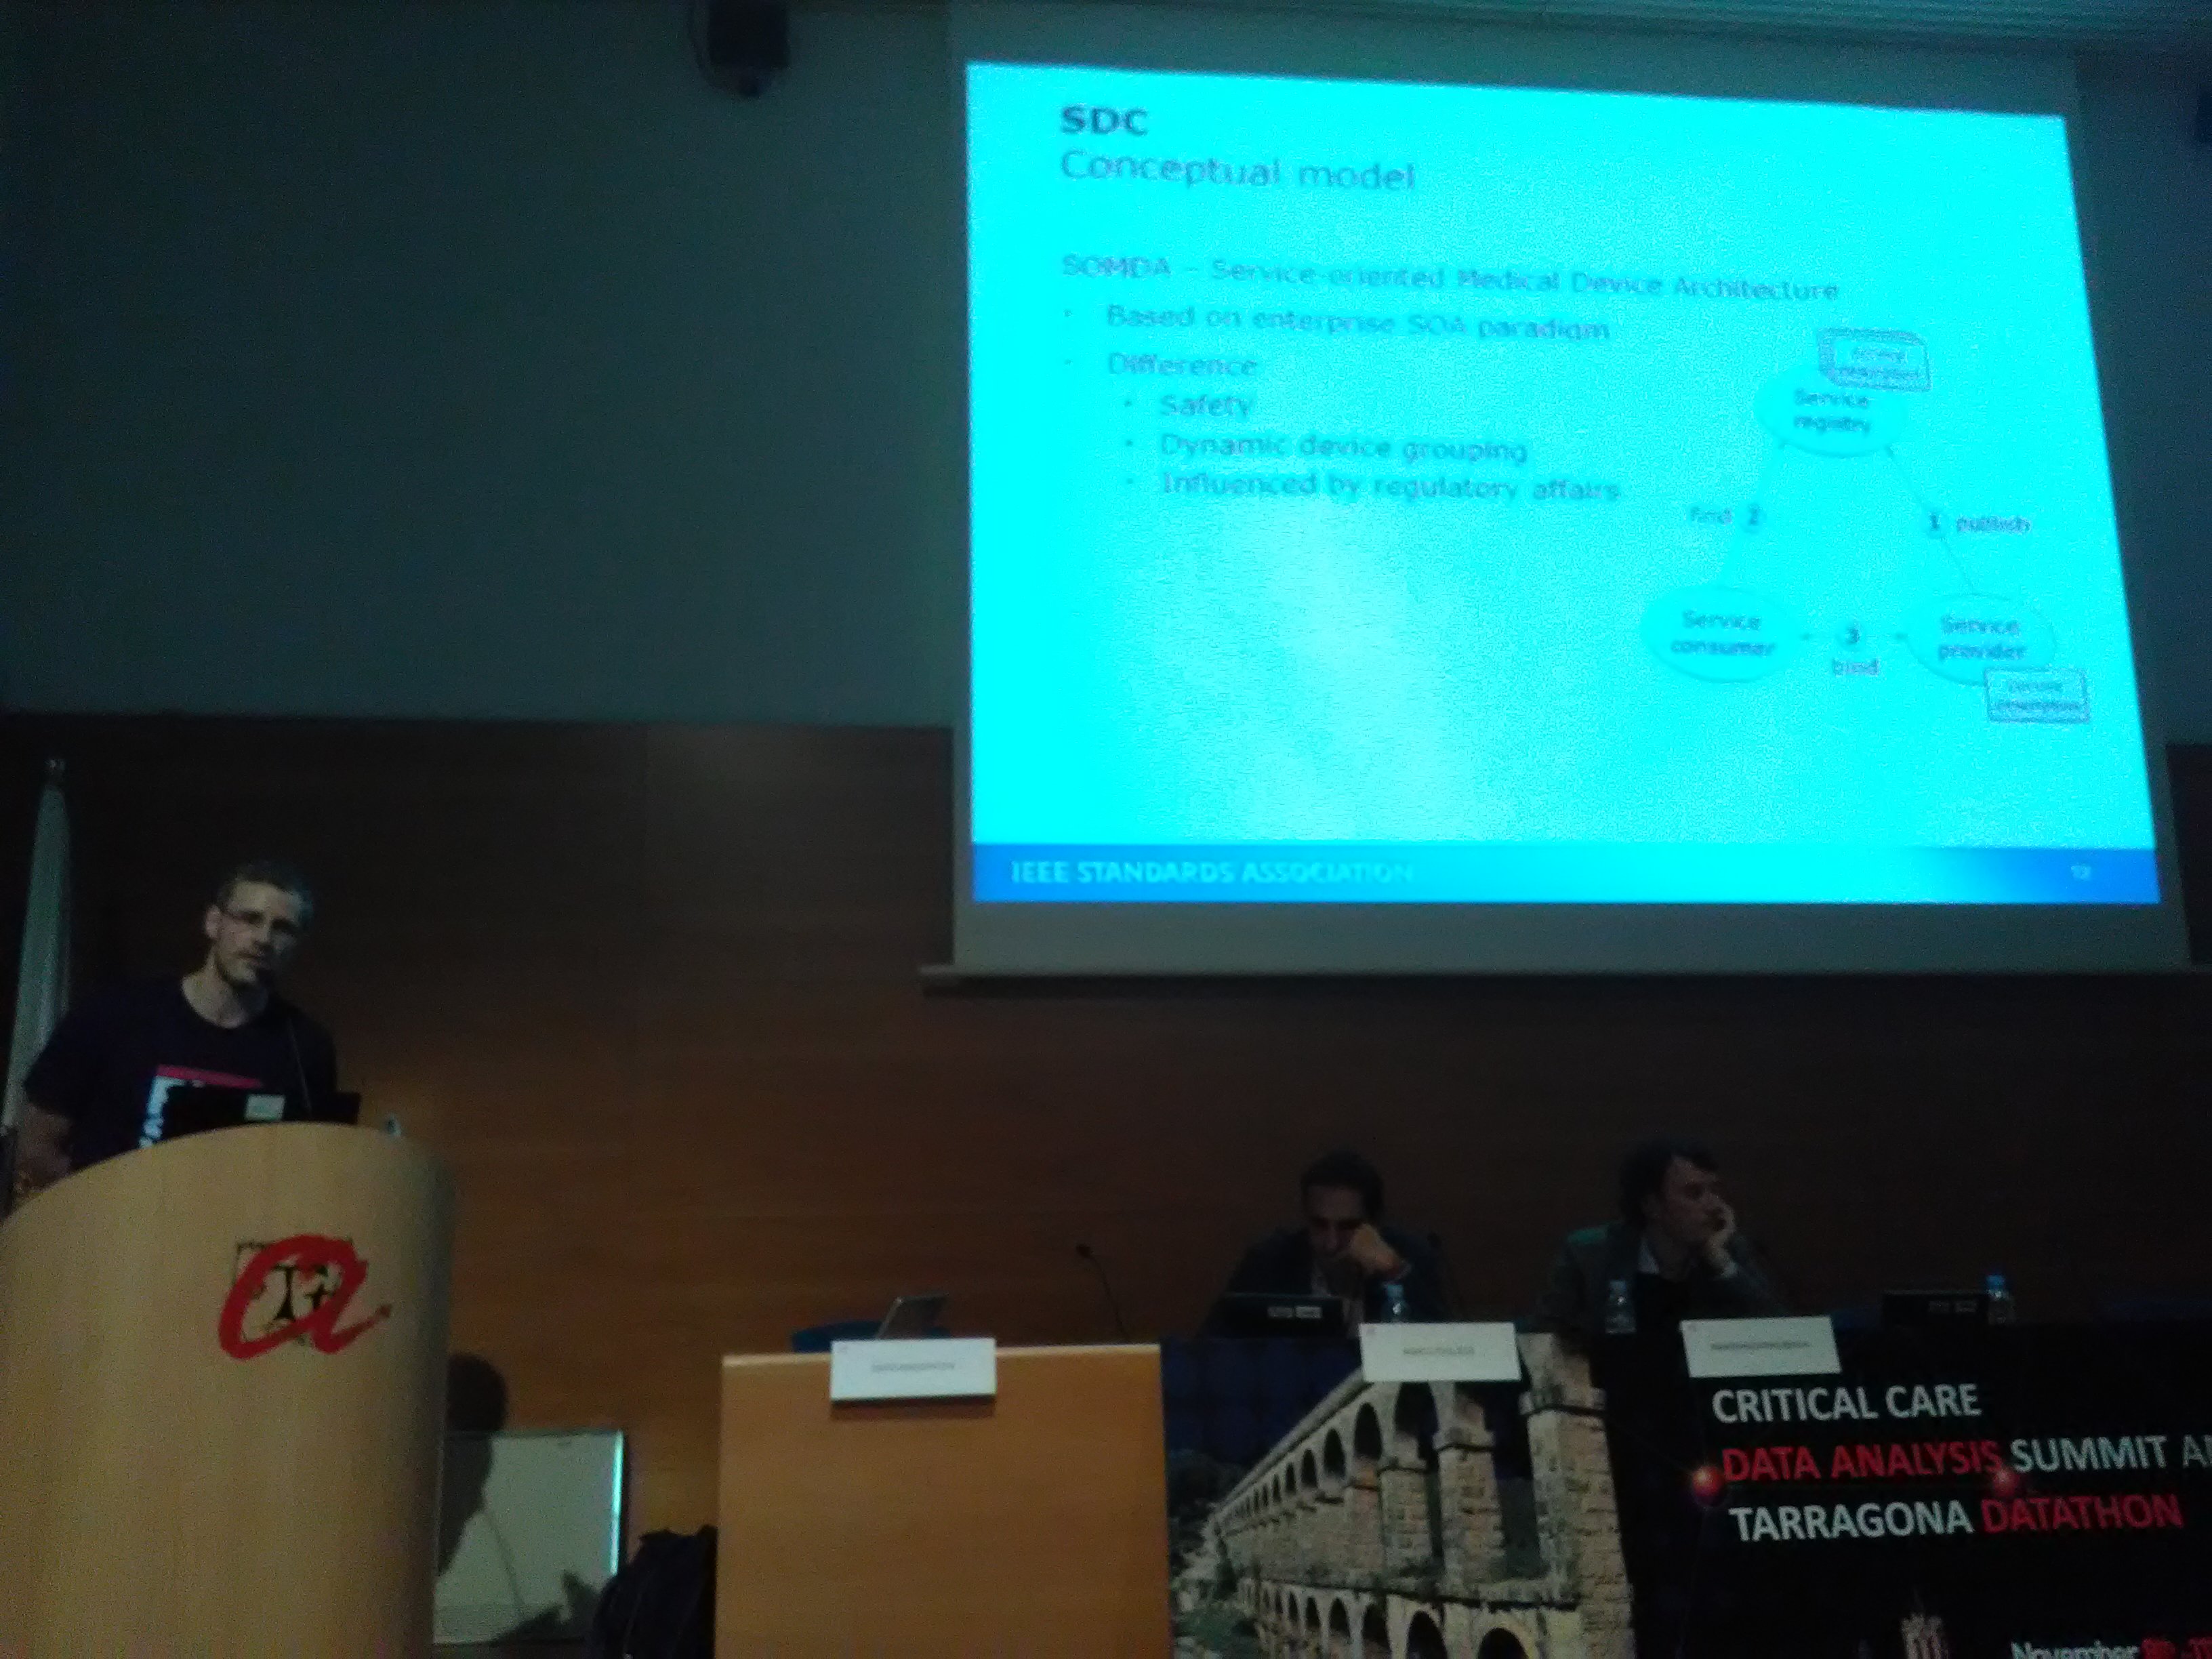 SDC
Conceptual model
SOMDA – Service-oriented Medical Device Architecture
· Based on enterprise SOA paradigm
· Difference
· Safety
· Dynamic device grouping
· Influenced by regulatory affairs
Service
registry
find 2
1 publish
Service
consumer
3
bind
Service
provider
IEEE STANDARDS ASSOCIATION
12
CRITICAL CARE
DATA ANALYSIS SUMMIT
TARRAGONA DATATHON
November